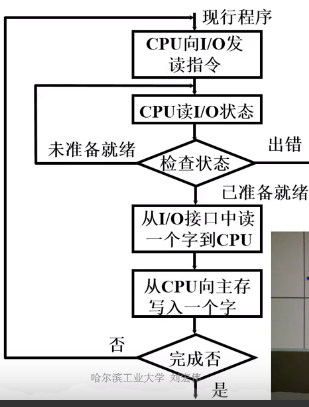 现行程序
CPU向I/O发
读指令
CPU读I/O状态
未准备就绪
检查状态
出错
已准备就绪
从I/O接口中读
一个字到CPU
从CPU向主存
写入一个字
否
完成否
哈尔滨工业大学 刘宏伟
是